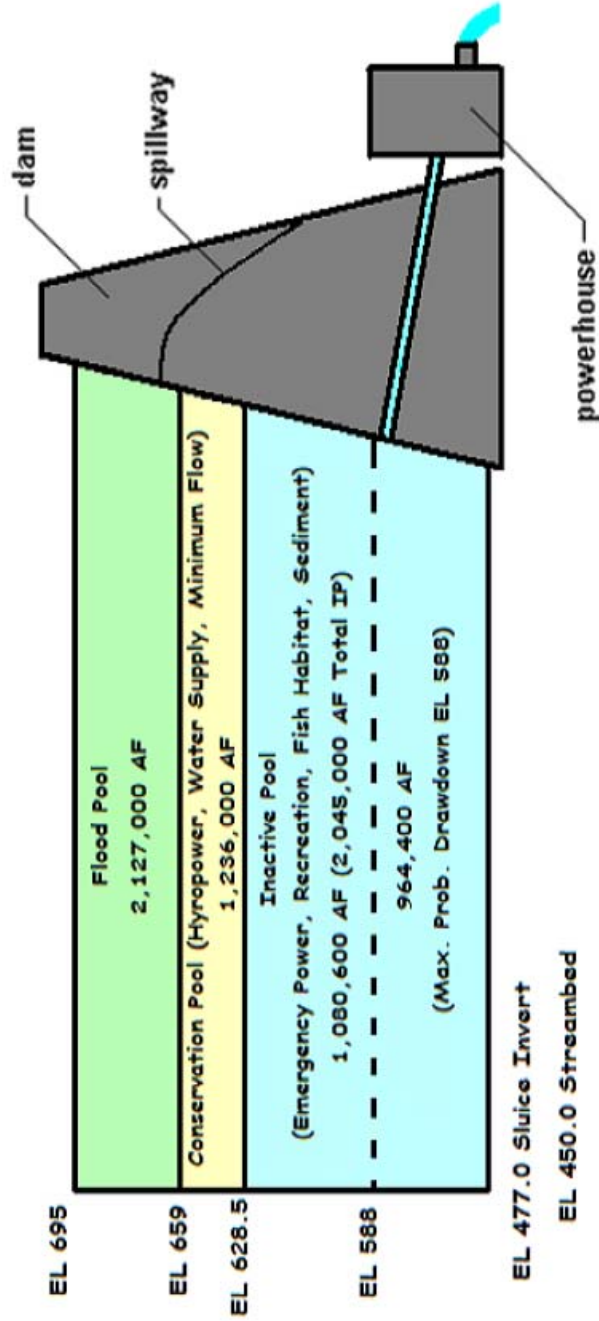 dam
spillway
powerhouse
EL 695
Flood Pool
2,127,000 AF
EL 659
Conservation Pool (Hyropower, Water Supply, Minimum Flow)
1,236,000 AF
EL 628.5
Inactive Pool
(Emergency Power, Recreation, Fish Habitat, Sediment)
1,080,600 AF (2,045,000 AF Total IP)
EL 588
964,400 AF
(Max. Prob. Drawdown EL 588)
EL 477.0 Sluice Invert
EL 450.0 Streambed